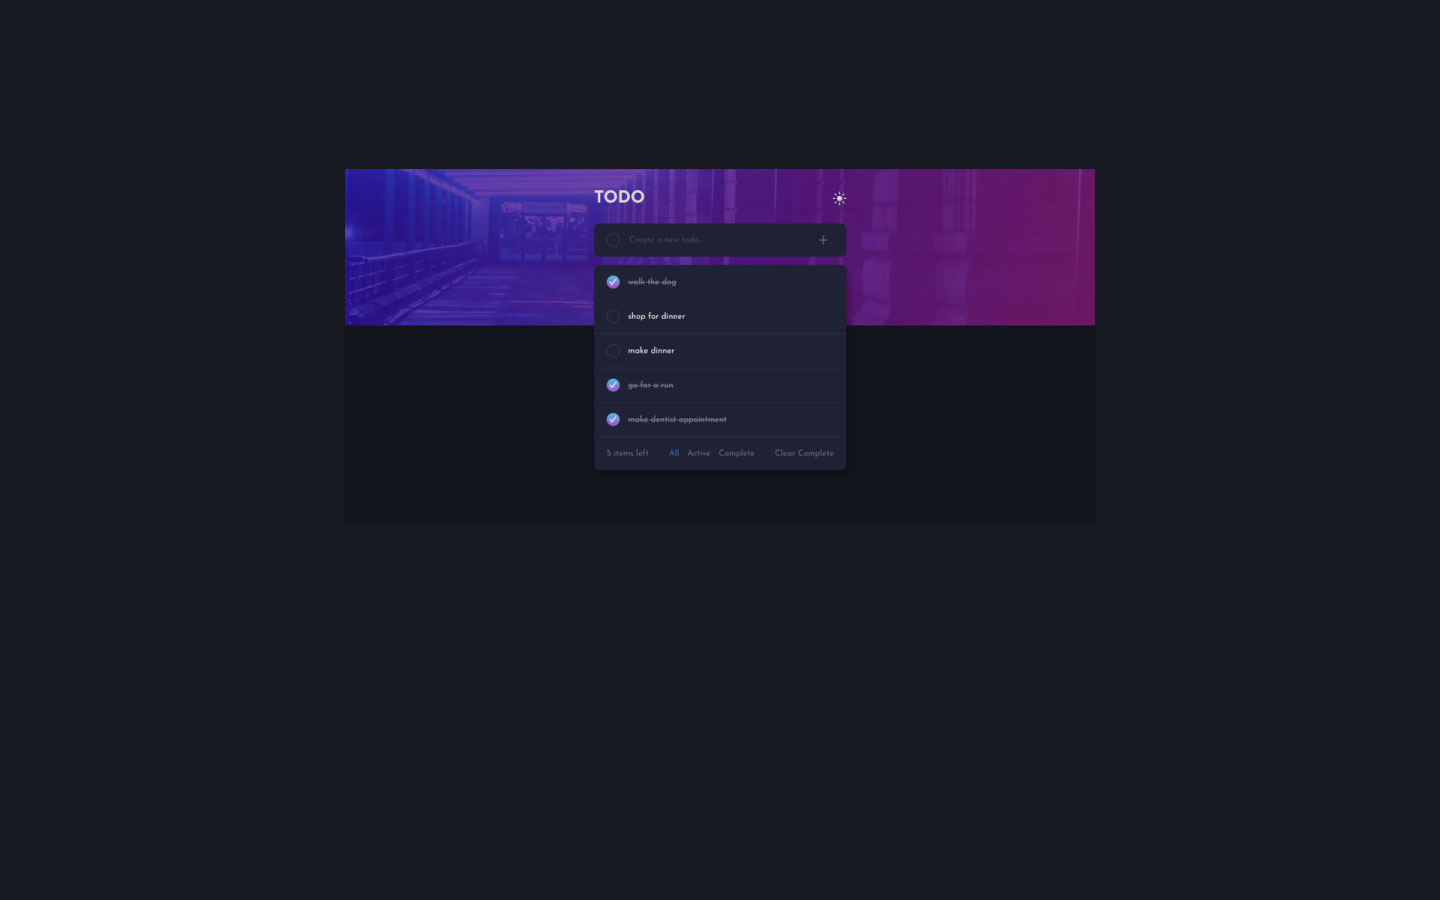 TODO
Create a new todo...
walk the dog
shop for dinner
make dinner
go for a run
make dentist appointment
5 items left All Active Complete Clear Complete